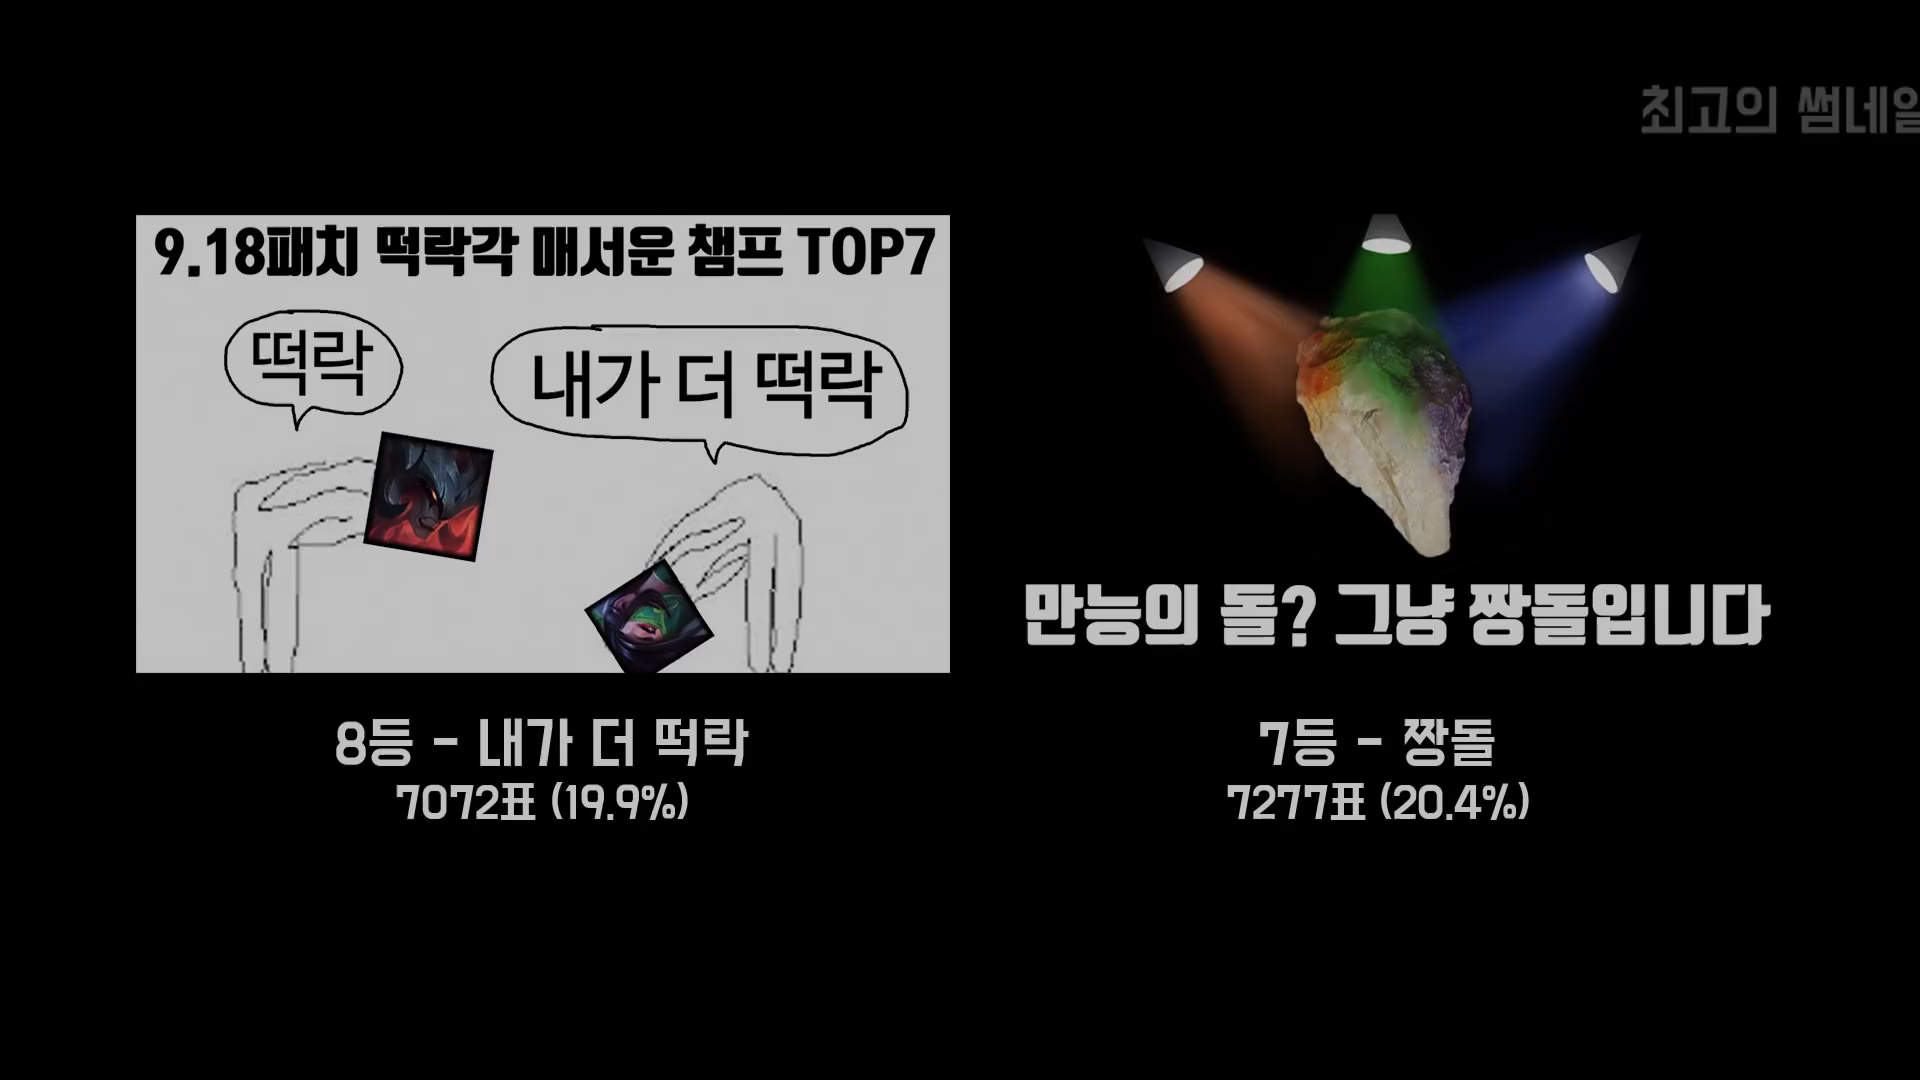 최고의 썸네일
9.18패치 떡락각 매서운 챔프 TOP7
떡락
내가 더 떡락
만능의 돌? 그냥 짱돌입니다
8등 - 내가 더 떡락
7072표 (19.9%)
7등 - 짱돌
7277표 (20.4%)